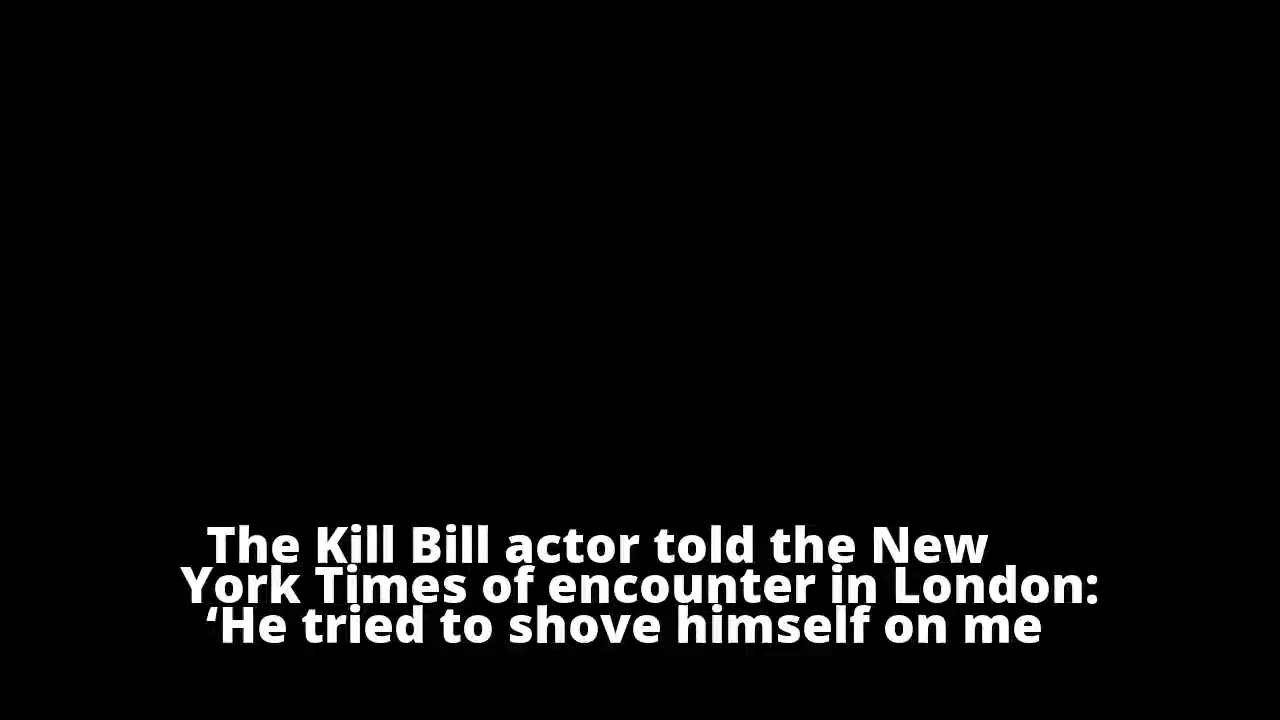 The Kill Bill actor told the New
York Times of encounter in London:
‘He tried to shove himself on me